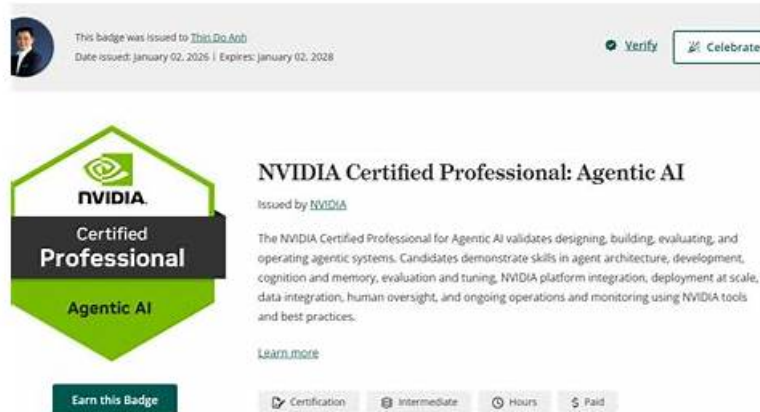 This badge was issued to Thin Do Anh
Date issued: January 02, 2026 | Expires: January 02, 2028
Verify
Celebrate
NVIDIA
Certified
Professional
Agentic AI
Earn this Badge
NVIDIA Certified Professional: Agentic AI
Issued by NVIDIA
The NVIDIA Certified Professional for Agentic AI validates designing, building, evaluating, and
operating agentic systems. Candidates demonstrate skills in agent architecture, development,
cognition and memory, evaluation and tuning, NVIDIA platform integration, deployment at scale,
data integration, human oversight, and ongoing operations and monitoring using NVIDIA tools
and best practices.
Learn more
Certification
Intermediate
Hours
$ Paid